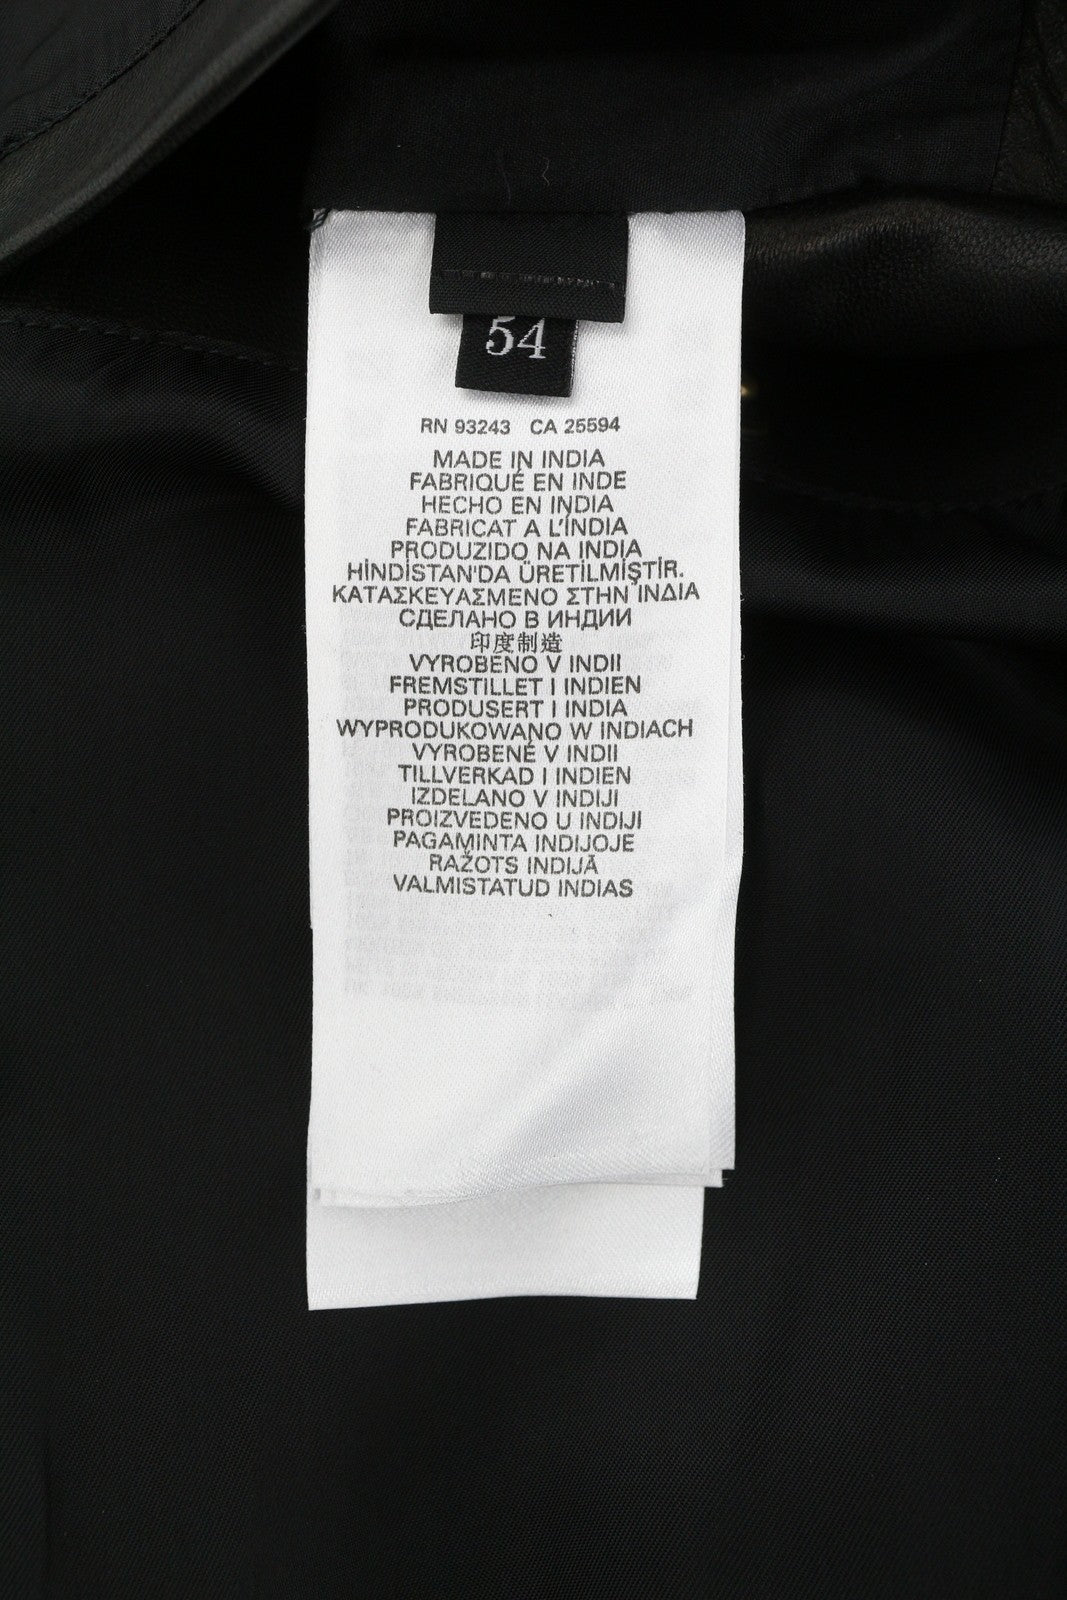 54
RN 93243 CA 25594
MADE IN INDIA
FABRIQUÉ EN INDE
HECHO EN INDIA
FABRICAT A L'ÍNDIA
PRODUZIDO NA INDIA
HİNDİSTAN'DA ÜRETİLMİŞTİR.
ΚΑΤΑΣΚΕΥΑΣΜΕΝΟ ΣΤΗΝ ΙΝΔΙΑ
СДЕЛАНО В ИНДИИ
印度制造
VYROBENO V INDII
FREMSTILLET I INDIEN
PRODUSERT I INDIA
WYPRODUKOWANO W INDIACH
VYROBENÉ V INDII
TILLVERKAD I INDIEN
IZDELANO V INDIJI
PROIZVEDENO U INDIJI
PAGAMINTA INDIJOJE
RAŽOTS INDIJĀ
VALMISTATUD INDIAS